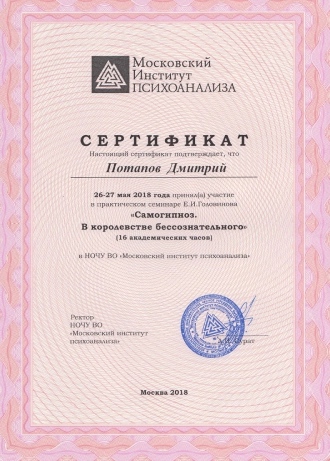 Московский
Институт
ПСИХОАНАЛИЗА
СЕРТИФИКАТ
Настоящий сертификат подтверждает, что
Потапов Дмитрий
26-27 мая 2018 года принял(а) участие
в практическом семинаре Е.И.Головинова
«Самогипноз.
В королевстве бессознательного»
(16 академических часов)
в НОЧУ ВО «Московский институт психоанализа»
Ректор
НОЧУ ВО
«Московский институт
психоанализа»
Сурат
Москва 2018